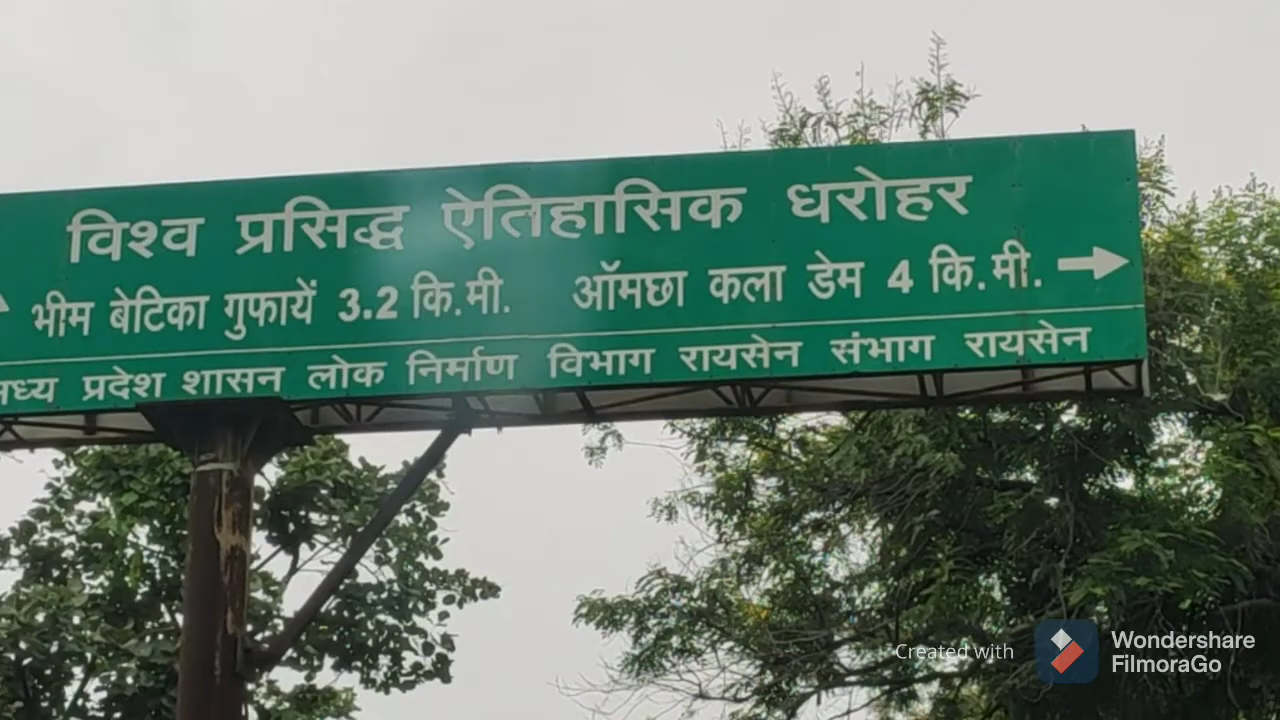 विश्व प्रसिद्ध ऐतिहासिक धरोहर
भीम बेटिका गुफायें 3.2 कि.मी. ऑमछा कला डेम 4 कि.मी.
मध्य प्रदेश शासन लोक निर्माण विभाग रायसेन संभाग रायसेन
Created with Wondershare FilmoraGo